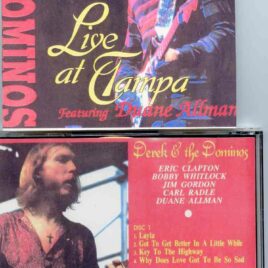 DOMINOS
Live
at Tampa
Featuring Duane Allman
Derek & the Dominos
ERIC CLAPTON
BOBBY WHITLOCK
JIM GORDON
CARL RADLE
DUANE ALLMAN
DISC 1
1. Layla
2. Got To Get Better In A Little While
3. Key To The Highway
4. Why Does Love Got To Be So Sad